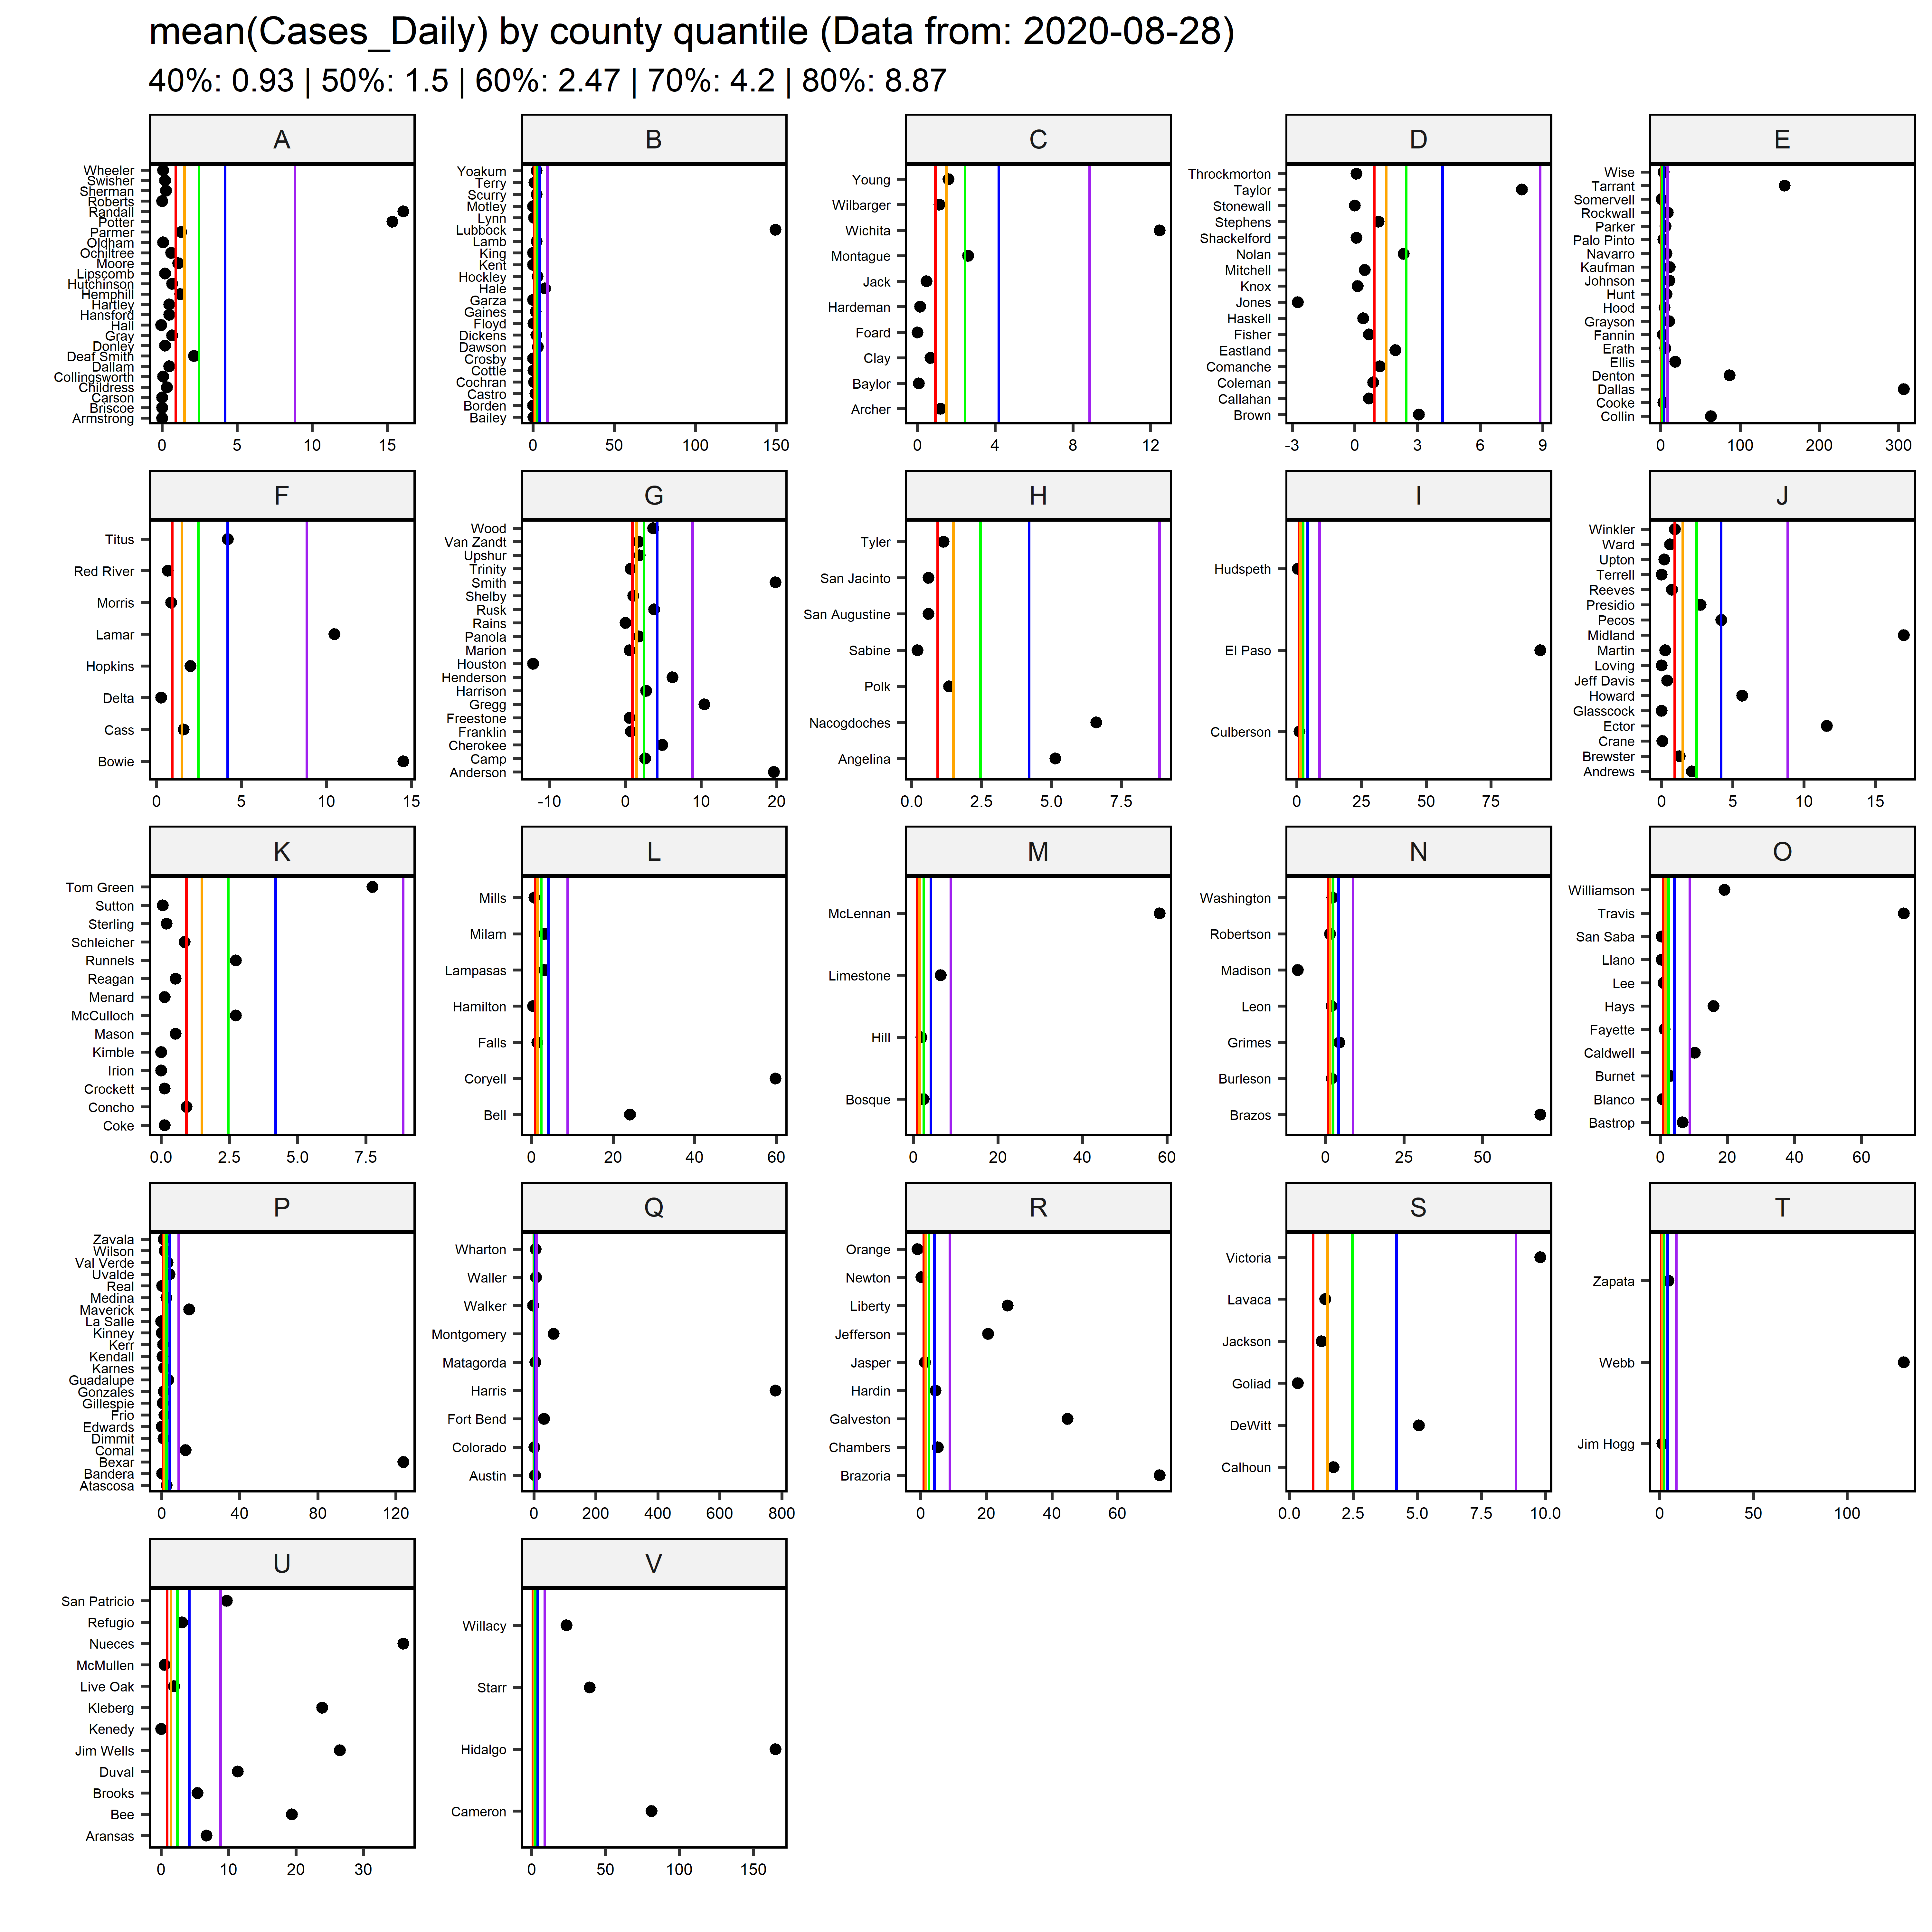 mean(Cases_Daily) by county quantile (Data from: 2020-08-28)
40%: 0.93 | 50%: 1.5 | 60%: 2.47 | 70%: 4.2 | 80%: 8.87
A
Wheeler
Swisher
Sherman
Roberts
Randall
Potter
Parmer
Oldham
Ochiltree
Moore
Lipscomb
Hutchinson
Hemphill
Hartley
Hansford
Hall
Gray
Donley
Deaf Smith
Dallam
Collingsworth
Childress
Carson
Briscoe
Armstrong
0 5 10 15
B
Yoakum
Terry
Scurry
Motley
Lynn
Lubbock
Lamb
King
Kent
Hockley
Hale
Garza
Gaines
Floyd
Dickens
Dawson
Crosby
Cottle
Cochran
Castro
Borden
Bailey
0 50 100 150
C
Young
Wilbarger
Wichita
Montague
Jack
Hardeman
Foard
Clay
Baylor
Archer
0 4 8 12
D
Throckmorton
Taylor
Stonewall
Stephens
Shackelford
Nolan
Mitchell
Knox
Jones
Haskell
Fisher
Eastland
Comanche
Coleman
Callahan
Brown
-3 0 3 6 9
E
Wise
Tarrant
Somervell
Rockwall
Parker
Palo Pinto
Navarro
Kaufman
Johnson
Hunt
Hood
Grayson
Fannin
Erath
Ellis
Denton
Dallas
Cooke
Collin
0 100 200 300
F
Titus
Red River
Morris
Lamar
Hopkins
Delta
Cass
Bowie
0 5 10 15
G
Wood
Van Zandt
Upshur
Trinity
Smith
Shelby
Rusk
Rains
Panola
Marion
Houston
Henderson
Harrison
Gregg
Freestone
Franklin
Cherokee
Camp
Anderson
-10 0 10 20
H
Tyler
San Jacinto
San Augustine
Sabine
Polk
Nacogdoches
Angelina
0.0 2.5 5.0 7.5
I
Hudspeth
El Paso
Culberson
0 25 50 75
J
Winkler
Ward
Upton
Terrell
Reeves
Presidio
Pecos
Midland
Martin
Loving
Jeff Davis
Howard
Glasscock
Ector
Crane
Brewster
Andrews
0 5 10 15
K
Tom Green
Sutton
Sterling
Schleicher
Runnels
Reagan
Menard
McCulloch
Mason
Kimble
Irion
Crockett
Concho
Coke
0.0 2.5 5.0 7.5
L
Mills
Milam
Lampasas
Hamilton
Falls
Coryell
Bell
0 20 40 60
M
McLennan
Limestone
Hill
Bosque
0 20 40 60
N
Washington
Robertson
Madison
Leon
Grimes
Burleson
Brazos
0 25 50
O
Williamson
Travis
San Saba
Llano
Lee
Hays
Fayette
Caldwell
Burnet
Blanco
Bastrop
0 20 40 60
P
Zavala
Wilson
Val Verde
Uvalde
Real
Medina
Maverick
La Salle
Kinney
Kerr
Kendall
Karnes
Guadalupe
Gonzales
Gillespie
Frio
Edwards
Dimmit
Comal
Bexar
Bandera
Atascosa
0 40 80 120
Q
Wharton
Waller
Walker
Montgomery
Matagorda
Harris
Fort Bend
Colorado
Austin
0 200 400 600 800
R
Orange
Newton
Liberty
Jefferson
Jasper
Hardin
Galveston
Chambers
Brazoria
0 20 40 60
S
Victoria
Lavaca
Jackson
Goliad
DeWitt
Calhoun
0.0 2.5 5.0 7.5 10.0
T
Zapata
Webb
Jim Hogg
0 50 100
U
San Patricio
Refugio
Nueces
McMullen
Live Oak
Kleberg
Kenedy
Jim Wells
Duval
Brooks
Bee
Aransas
0 10 20 30
V
Willacy
Starr
Hidalgo
Cameron
0 50 100 150